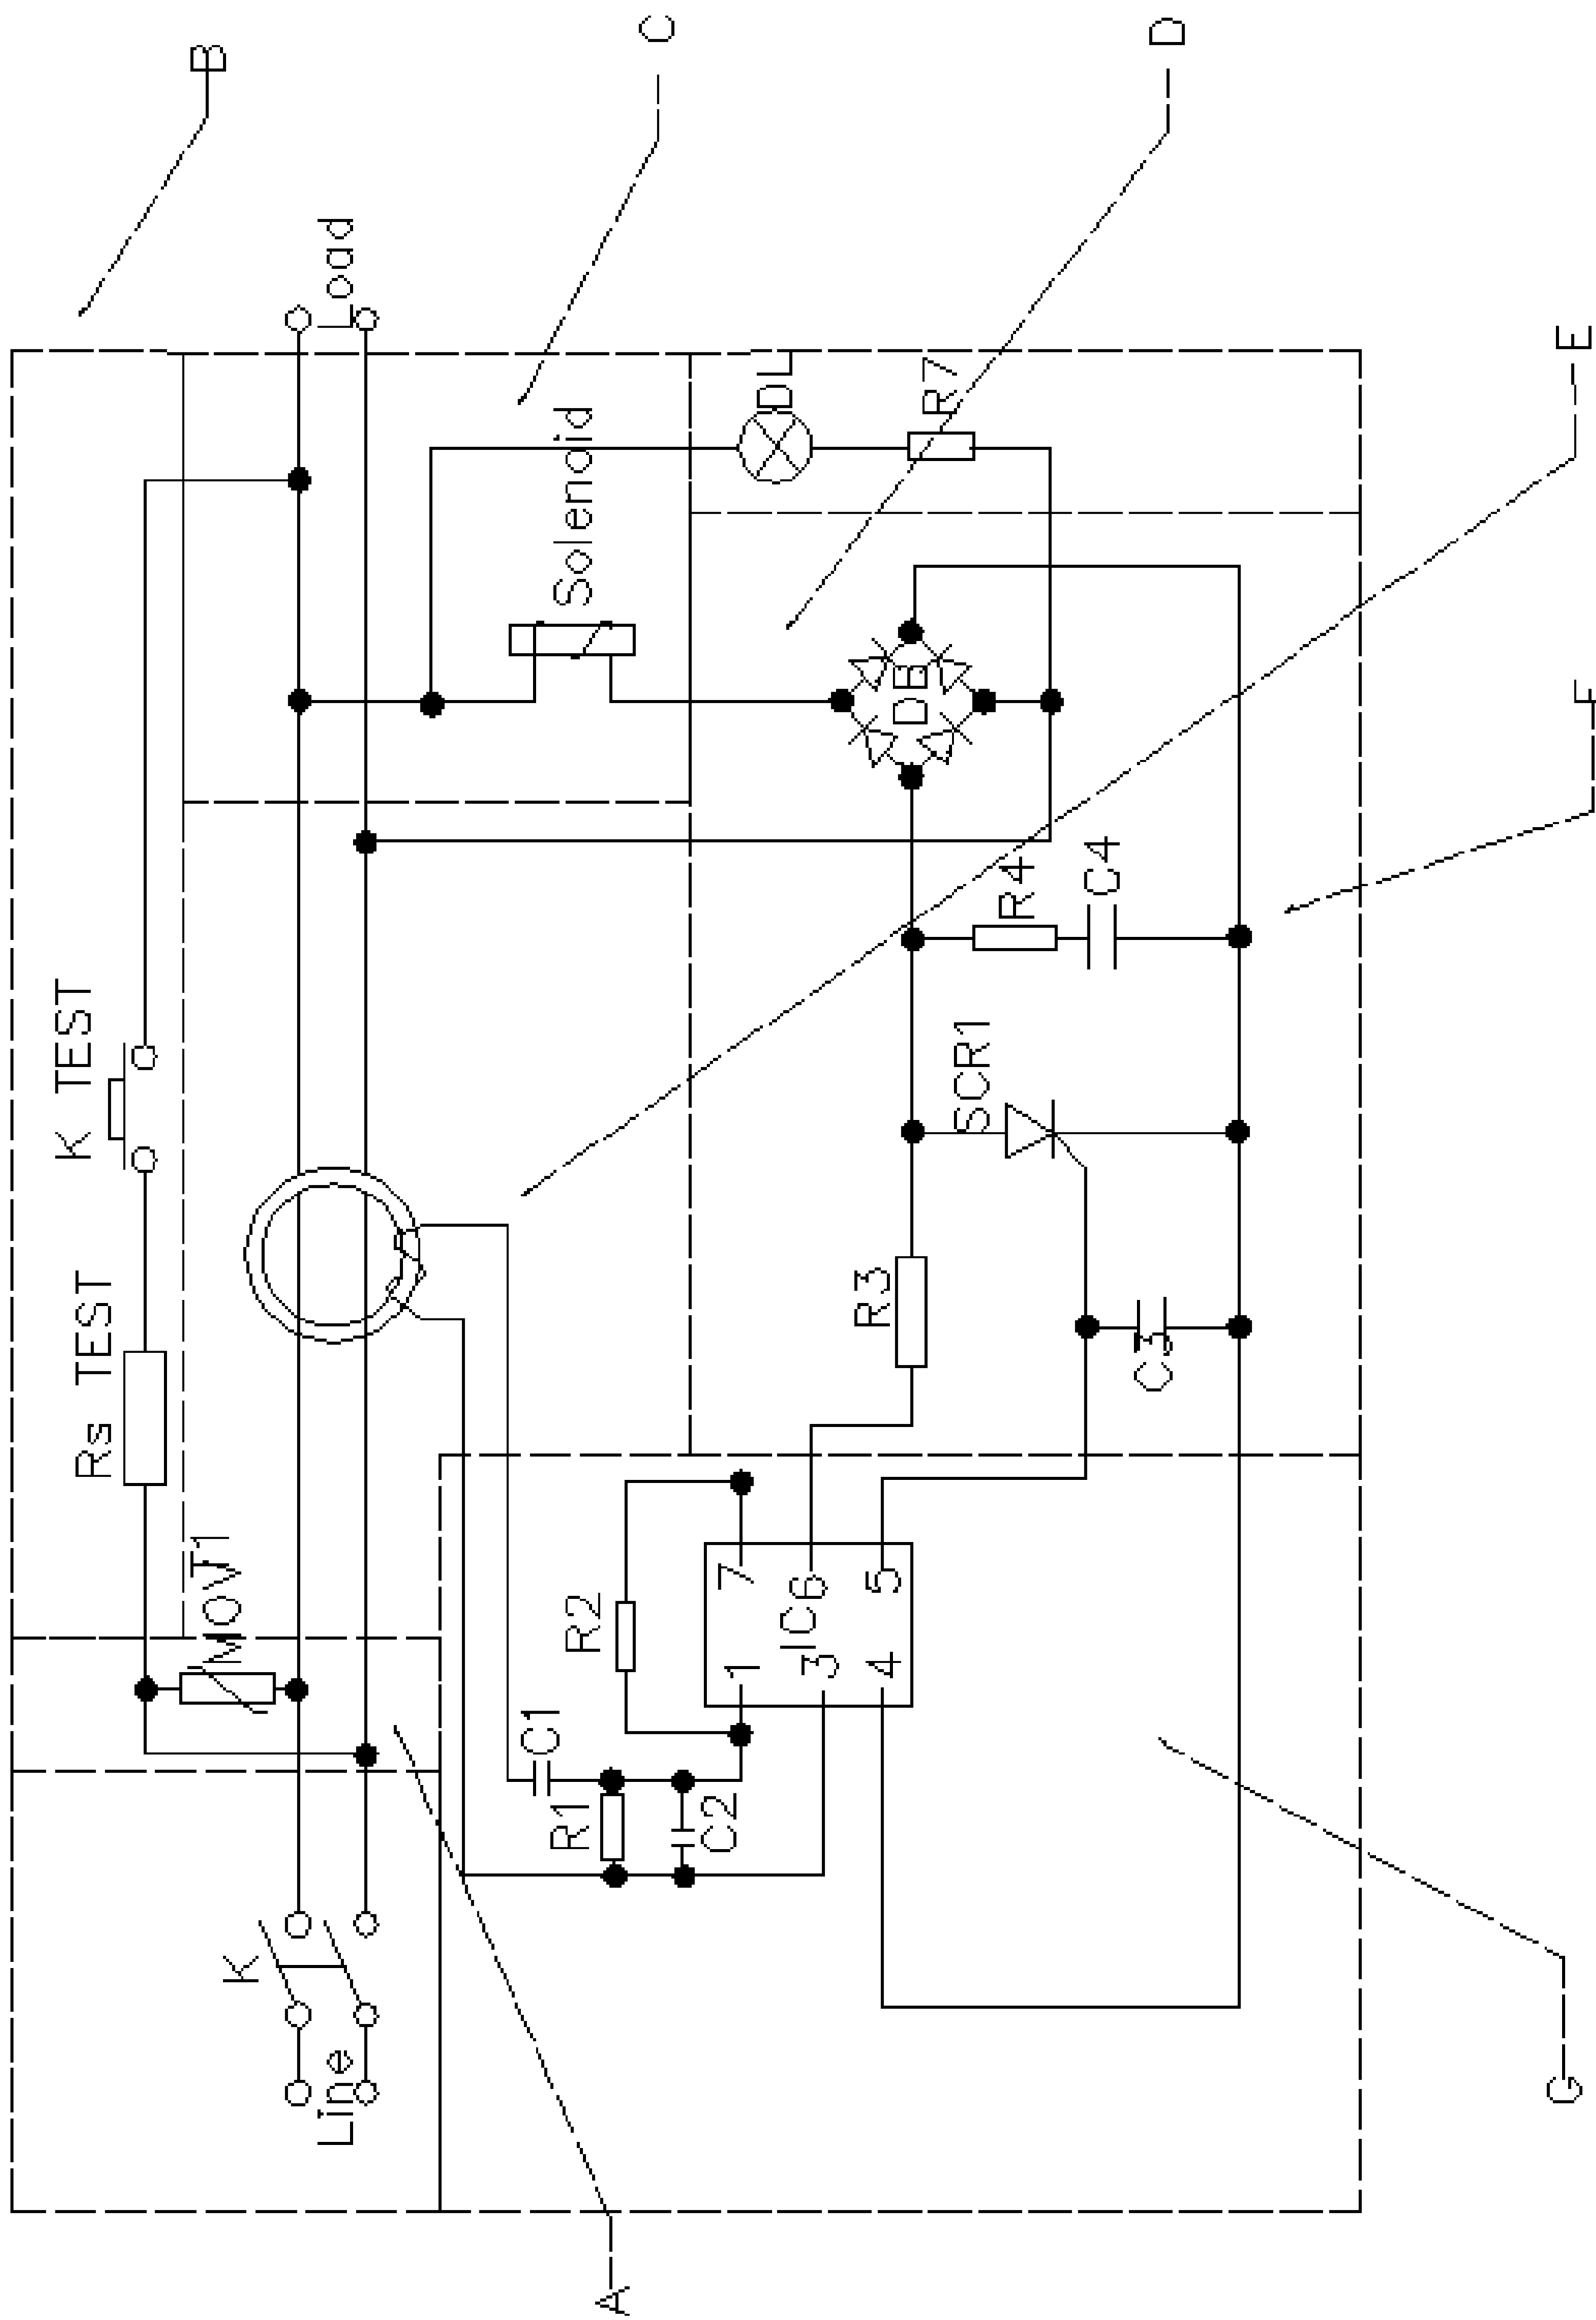 B
C
D
E
F
G
A
K TEST
Rs TEST
MOV1
Load
Line
K
Solenoid
DL
R7
DB
R4
C4
SCR1
R3
C3
R2
7
IC6
5
1
3
4
C1
R1
C2